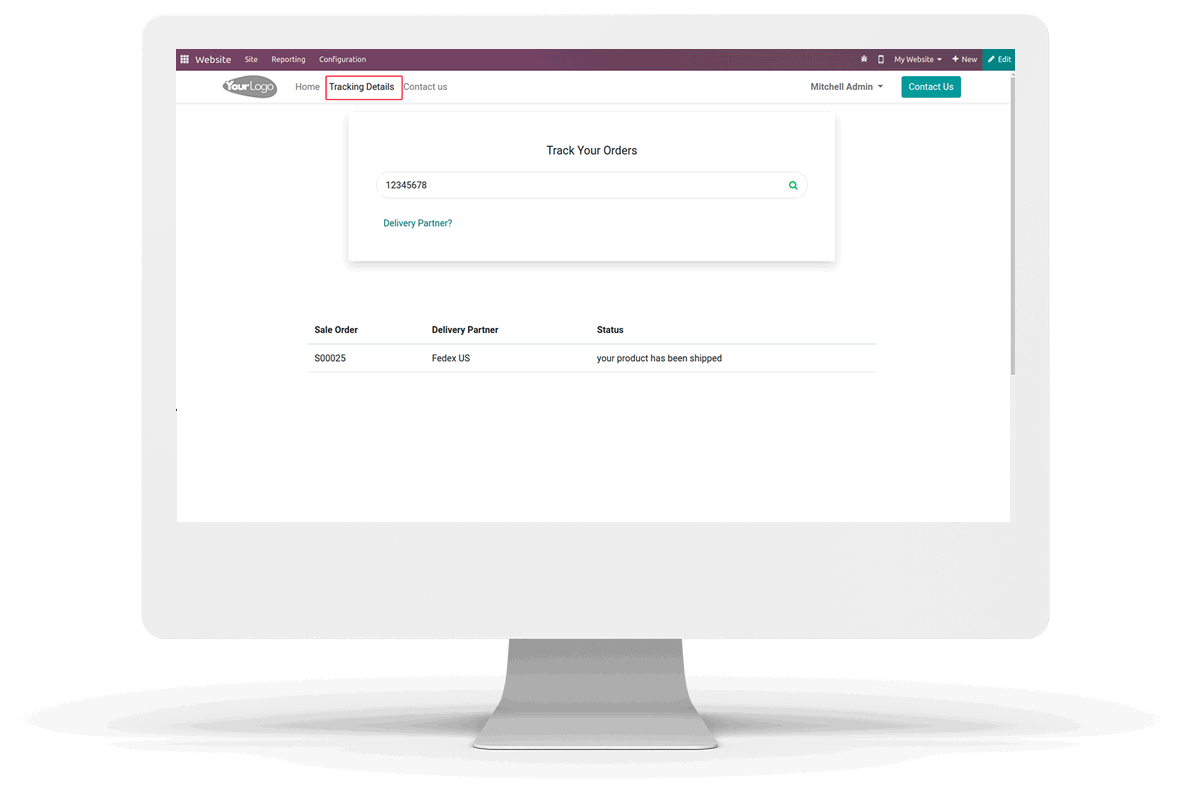 Website Site Reporting Configuration My Website + New Edit
YourLogo Home Tracking Details Contact us Mitchell Admin Contact Us
Track Your Orders
12345678
Delivery Partner?
Sale Order Delivery Partner Status
S00025 Fedex US your product has been shipped